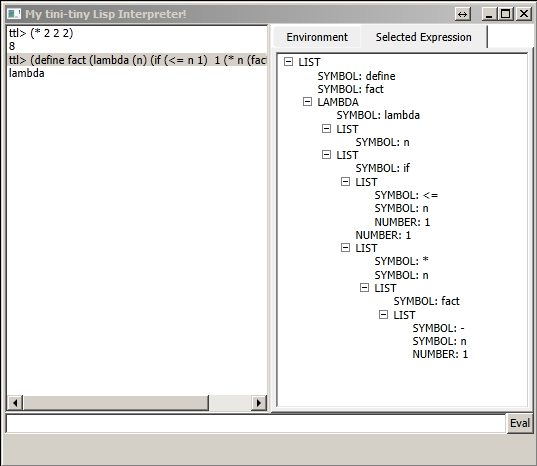 My tini-tiny Lisp Interpreter!
ttl> (* 2 2 2)
8
ttl> (define fact (lambda (n) (if (<= n 1)  1 (* n (fact
lambda
Environment
Selected Expression
LIST
SYMBOL: define
SYMBOL: fact
LAMBDA
SYMBOL: lambda
LIST
SYMBOL: n
LIST
SYMBOL: if
LIST
SYMBOL: <=
SYMBOL: n
NUMBER: 1
NUMBER: 1
LIST
SYMBOL: *
SYMBOL: n
LIST
SYMBOL: fact
LIST
SYMBOL: -
SYMBOL: n
NUMBER: 1
Eval